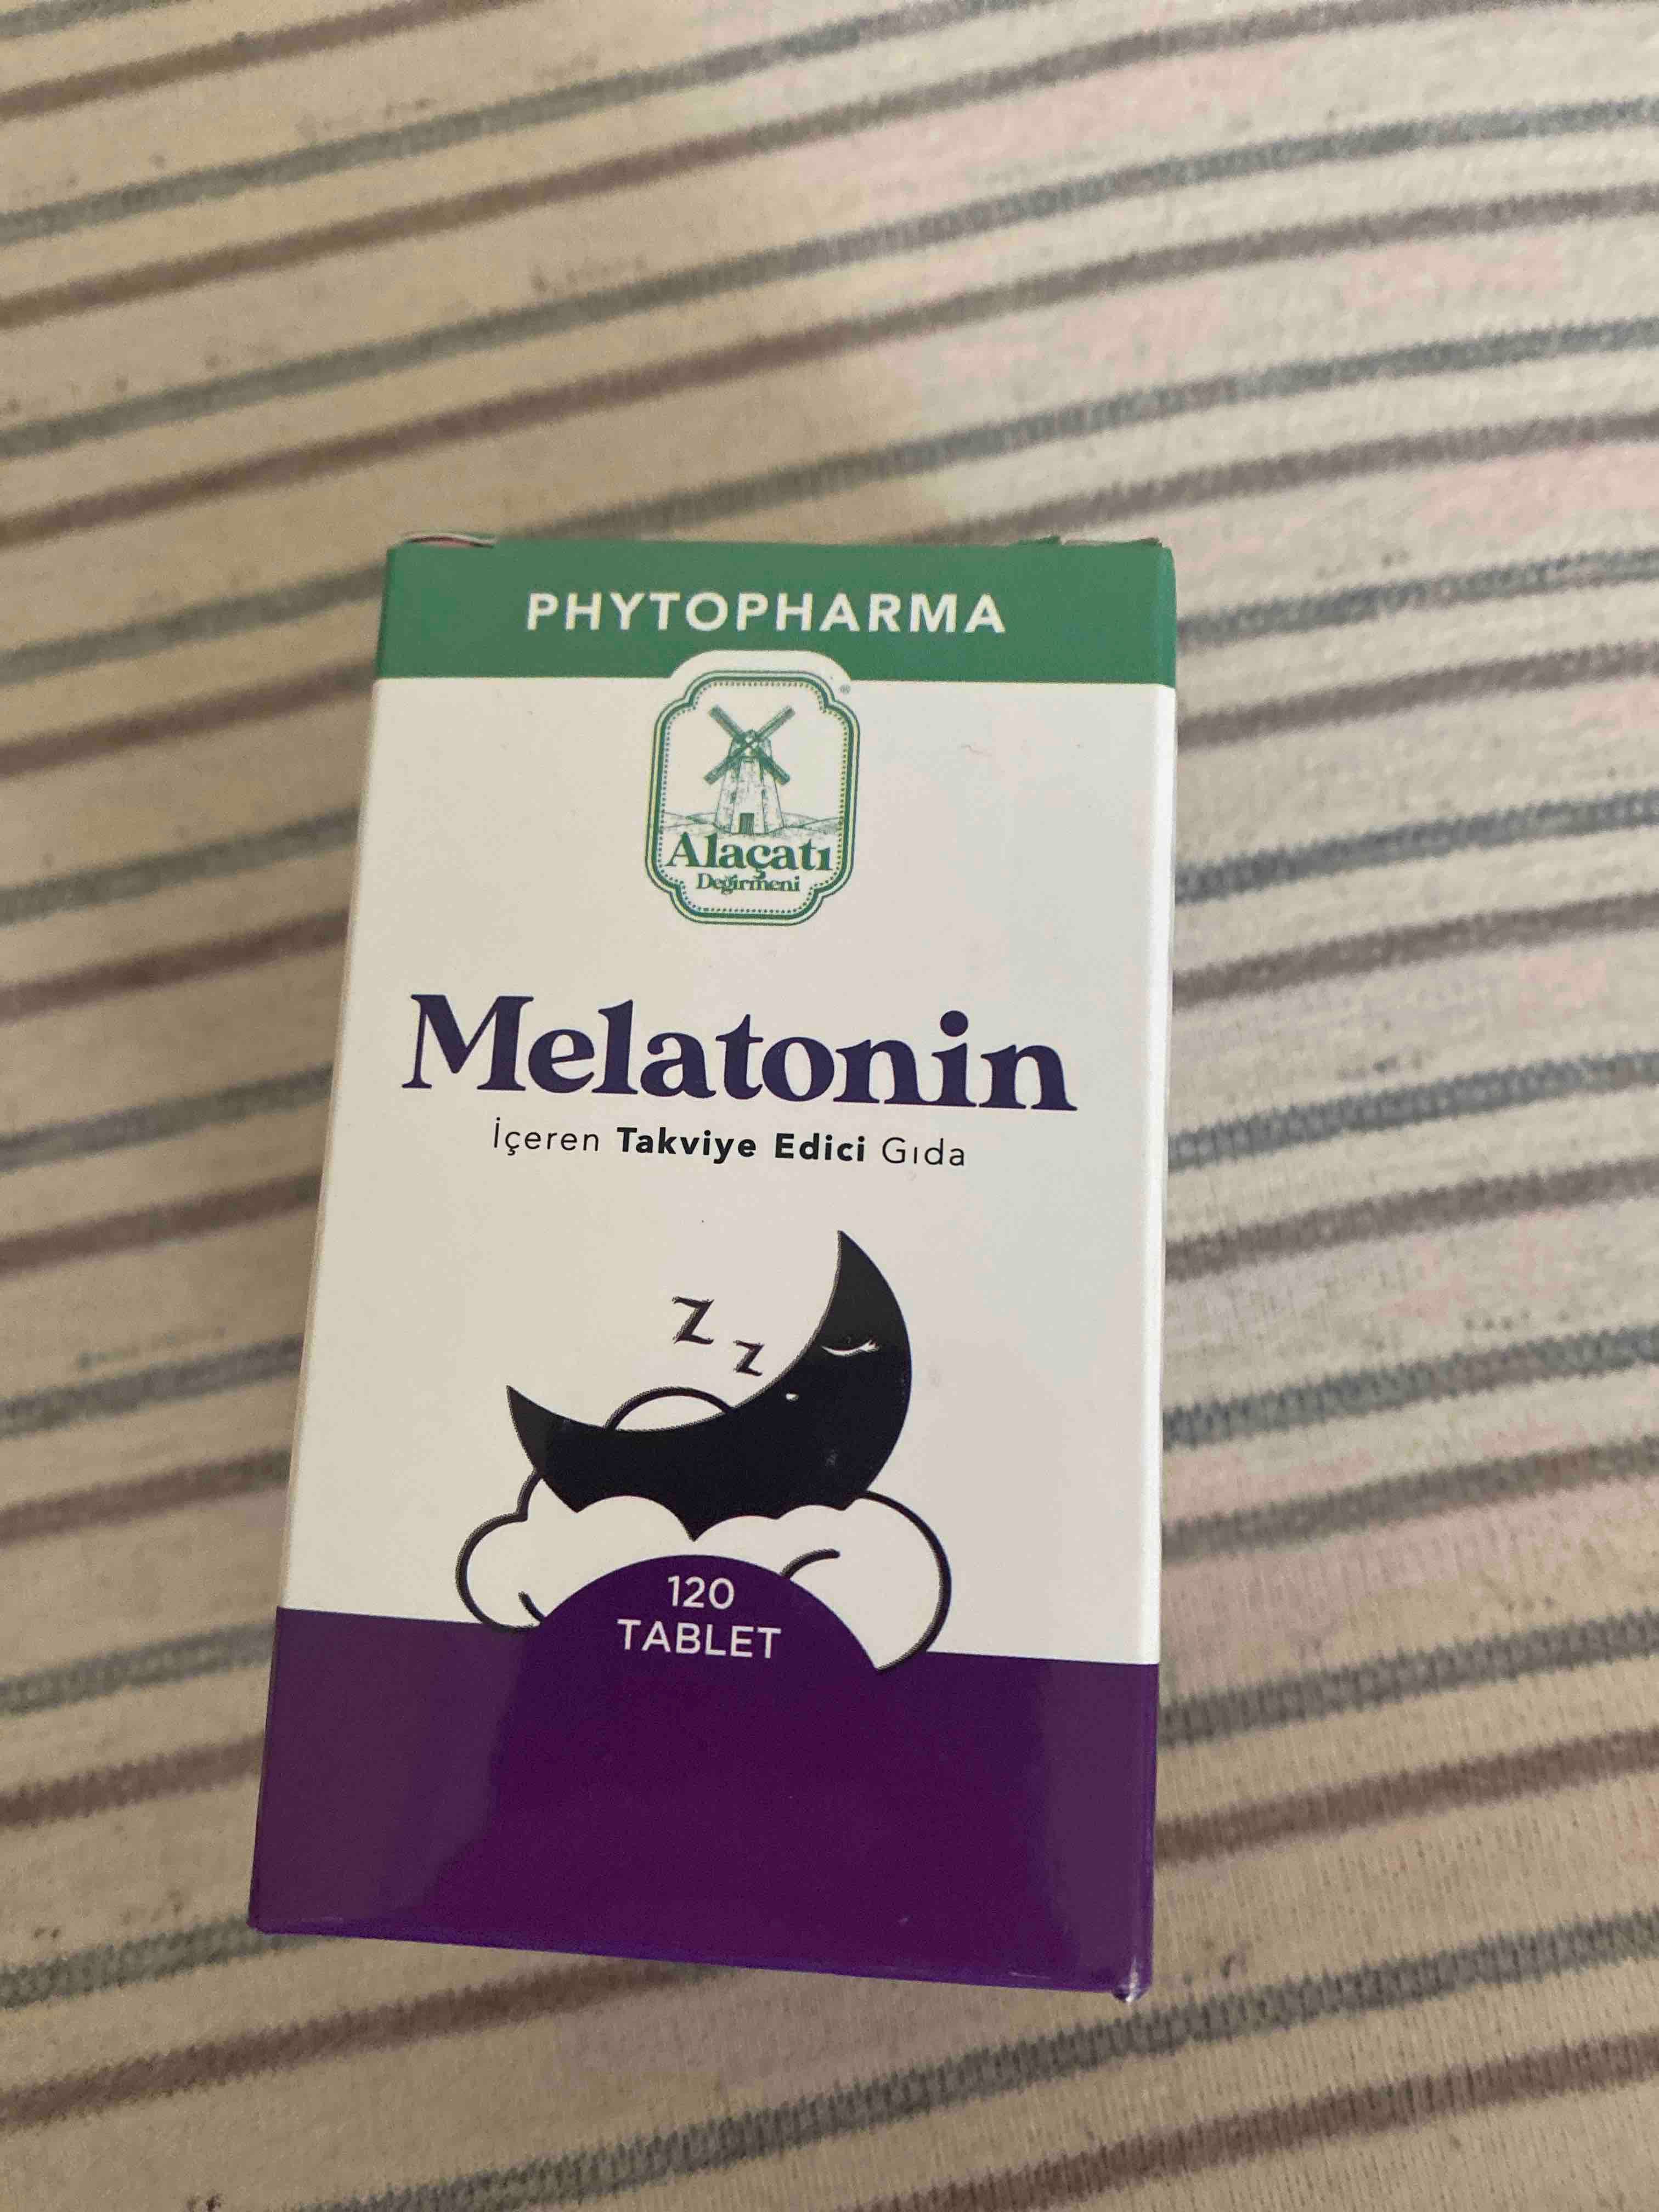 PHYTOPHARMA
Alaçatı
Değirmeni
Melatonin
İçeren Takviye Edici Gıda
Z
Z
120
TABLET